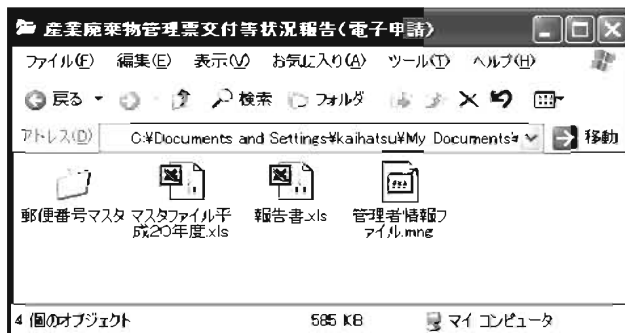 産業廃棄物管理票交付等状況報告(電子申請)
ファイル(F) 編集(E) 表示(V) お気に入り(A) ツール(T) ヘルプ(H)
戻る 検索 フォルダ
アドレス(D) C:¥Documents and Settings¥kaihatsu¥My Documents¥ 移動
郵便番号マスタ マスタファイル平 報告書.xls 管理者情報フ
成20年度.xls ァイル.mng
4 個のオブジェクト 585 KB マイ コンピュータ